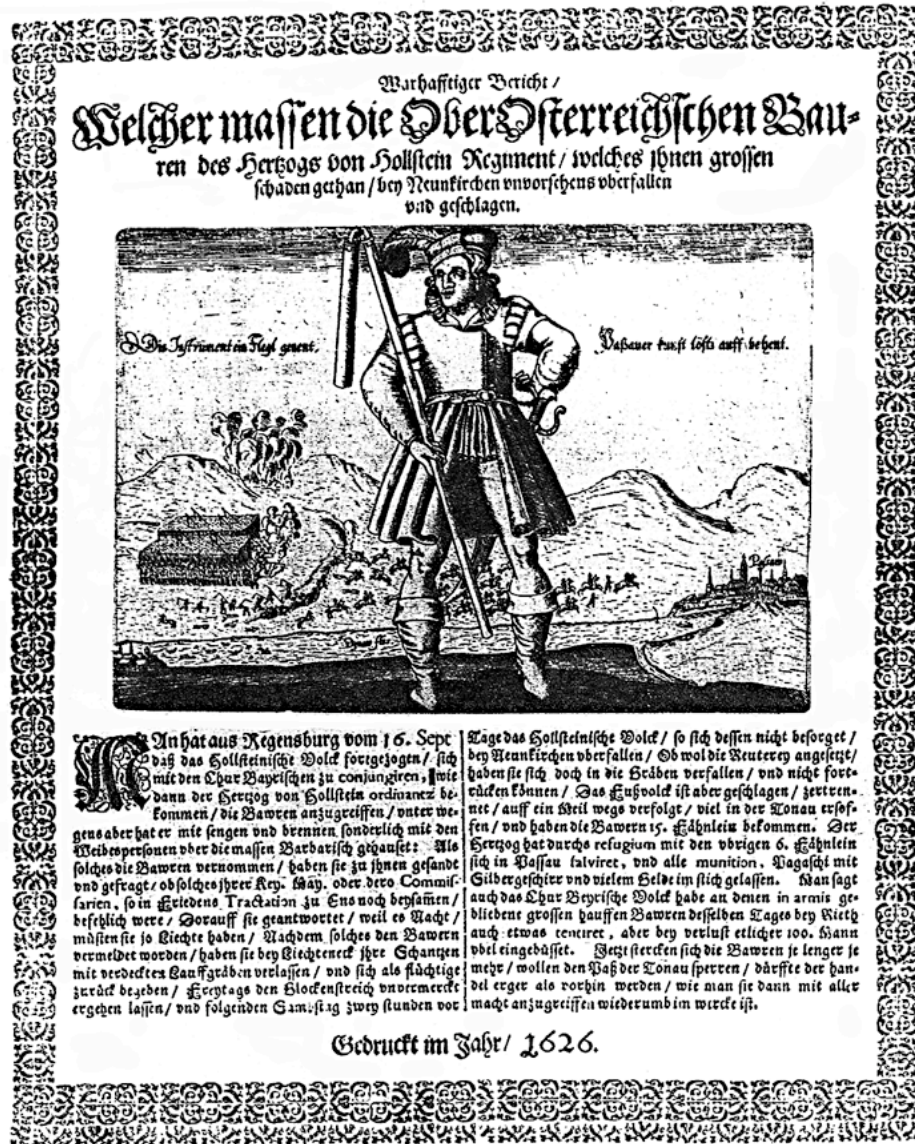 Warhafftiger Bericht /
Welcher massen die OberOsterreichschen Bau-
ren des Hertzogs von Hollstein Regiment / welches ihnen grossen
schaden gethan / bey Neunkirchen vnvorsehens vberfallen
vnd geschlagen.
Die Instrument ein Flegl genent.
Paßauer kunst lösts auff behent.
Passau
MAn hat aus Regensburg vom 16. Sept
daß das Hollsteinische Volck fortgezogen / sich
mit den Chur Bayrischen zu conjungiren, wie
dann der Hertzog von Hollstein ordinantz be-
kommen / die Bawren anzugreiffen / vnter we-
gens aber hat er mit sengen vnd brennen sonderlich mit den
Weibespersonen vber die massen Barbarisch gehauset: Als
solches die Bawren vernommen / haben sie zu ihnen gesandt
vnd gefragt / ob solches jhrer Key. May. oder dero Commis-
sarien, so in Friedens Tractation zu Ens noch beysamen /
befehlich were / Dorauff sie geantwortet / weil es Nacht /
müsten sie jo Liechte haben / Nachdem solches den Bawern
vermeldet worden / haben sie bey Liechteneck jhre Schantzen
mit verdeckten Lauffgräben verlassen / vnd sich als flüchtige
zurück begeben / Freytags den Glockenstreich vnvermerckt
ergehen lassen / vnd folgenden Sambstag zwey stunden vor
Tage das Hollsteinische Volck / so sich dessen nicht besorget /
bey Neunkirchen vberfallen / Ob wol die Reuterey angesetzt /
haben sie sich doch in die Gräben verfallen / vnd nicht fort-
rücken können / Das Fußvolck ist aber geschlagen / zertren-
net / auff ein Meil wegs verfolgt / viel in der Tonau ersof-
fen / vnd haben die Bawern 15. Fähnlein bekommen. Der
Hertzog hat durchs refugium mit den vbrigen 6. Fähnlein
sich in Passau salviret, vnd alle munition, Pagaschi mit
Silbergeschirr vnd vielem Gelde im stich gelassen. Man sagt
auch das Chur Beyrische Volck habe an denen in armis ge-
bliebene grossen hauffen Bawren desselben Tages bey Rieth
auch etwas tentiret, aber bey verlust etlicher 100. Mann
vbel eingebüsset. Jetzt stercken sich die Bawren je lenger je
mehr / wollen den Paß der Tonau sperren / dürffte der han-
del erger als vorhin werden / wie man sie dann mit aller
macht anzugreiffen wiederumb im wercke ist.
Gedruckt im Jahr / 1626.